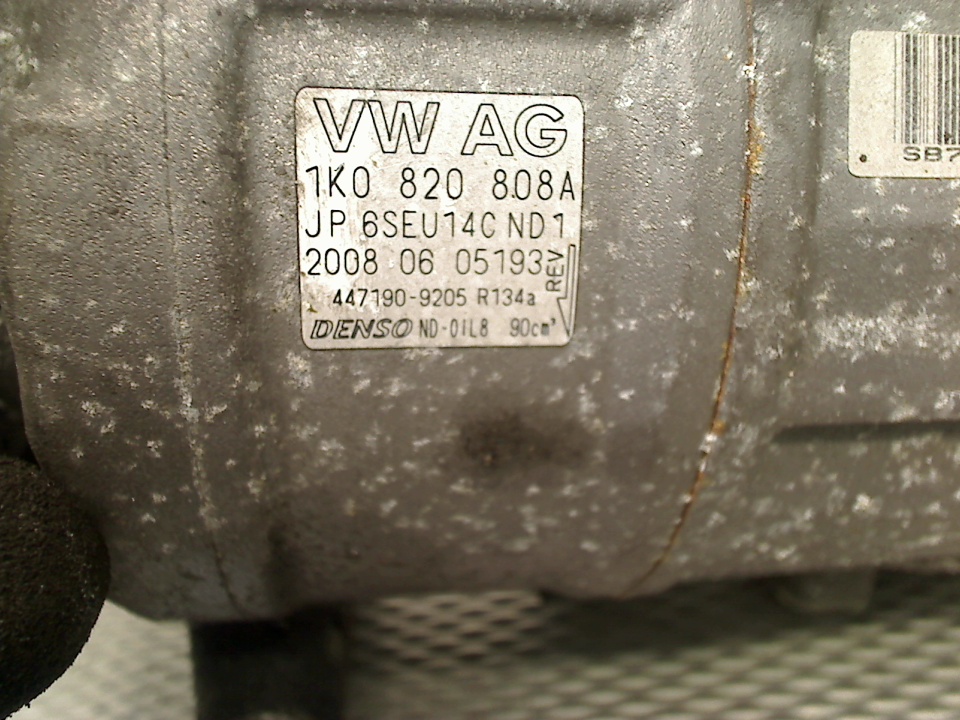 VW AG
1K0 820 808A
JP 6SEU14C ND1
2008 06 05193
REV
447190-9205 R134a
DENSO ND-OIL8 90cm³
SB7